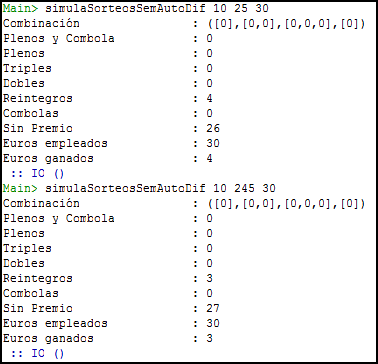 Main> simulaSorteosSemAutoDif 10 25 30
Combinación : ([0],[0,0],[0,0,0],[0])
Plenos y Combola : 0
Plenos : 0
Triples : 0
Dobles : 0
Reintegros : 4
Combolas : 0
Sin Premio : 26
Euros empleados : 30
Euros ganados : 4
:: IO ()
Main> simulaSorteosSemAutoDif 10 245 30
Combinación : ([0],[0,0],[0,0,0],[0])
Plenos y Combola : 0
Plenos : 0
Triples : 0
Dobles : 0
Reintegros : 3
Combolas : 0
Sin Premio : 27
Euros empleados : 30
Euros ganados : 3
:: IO ()